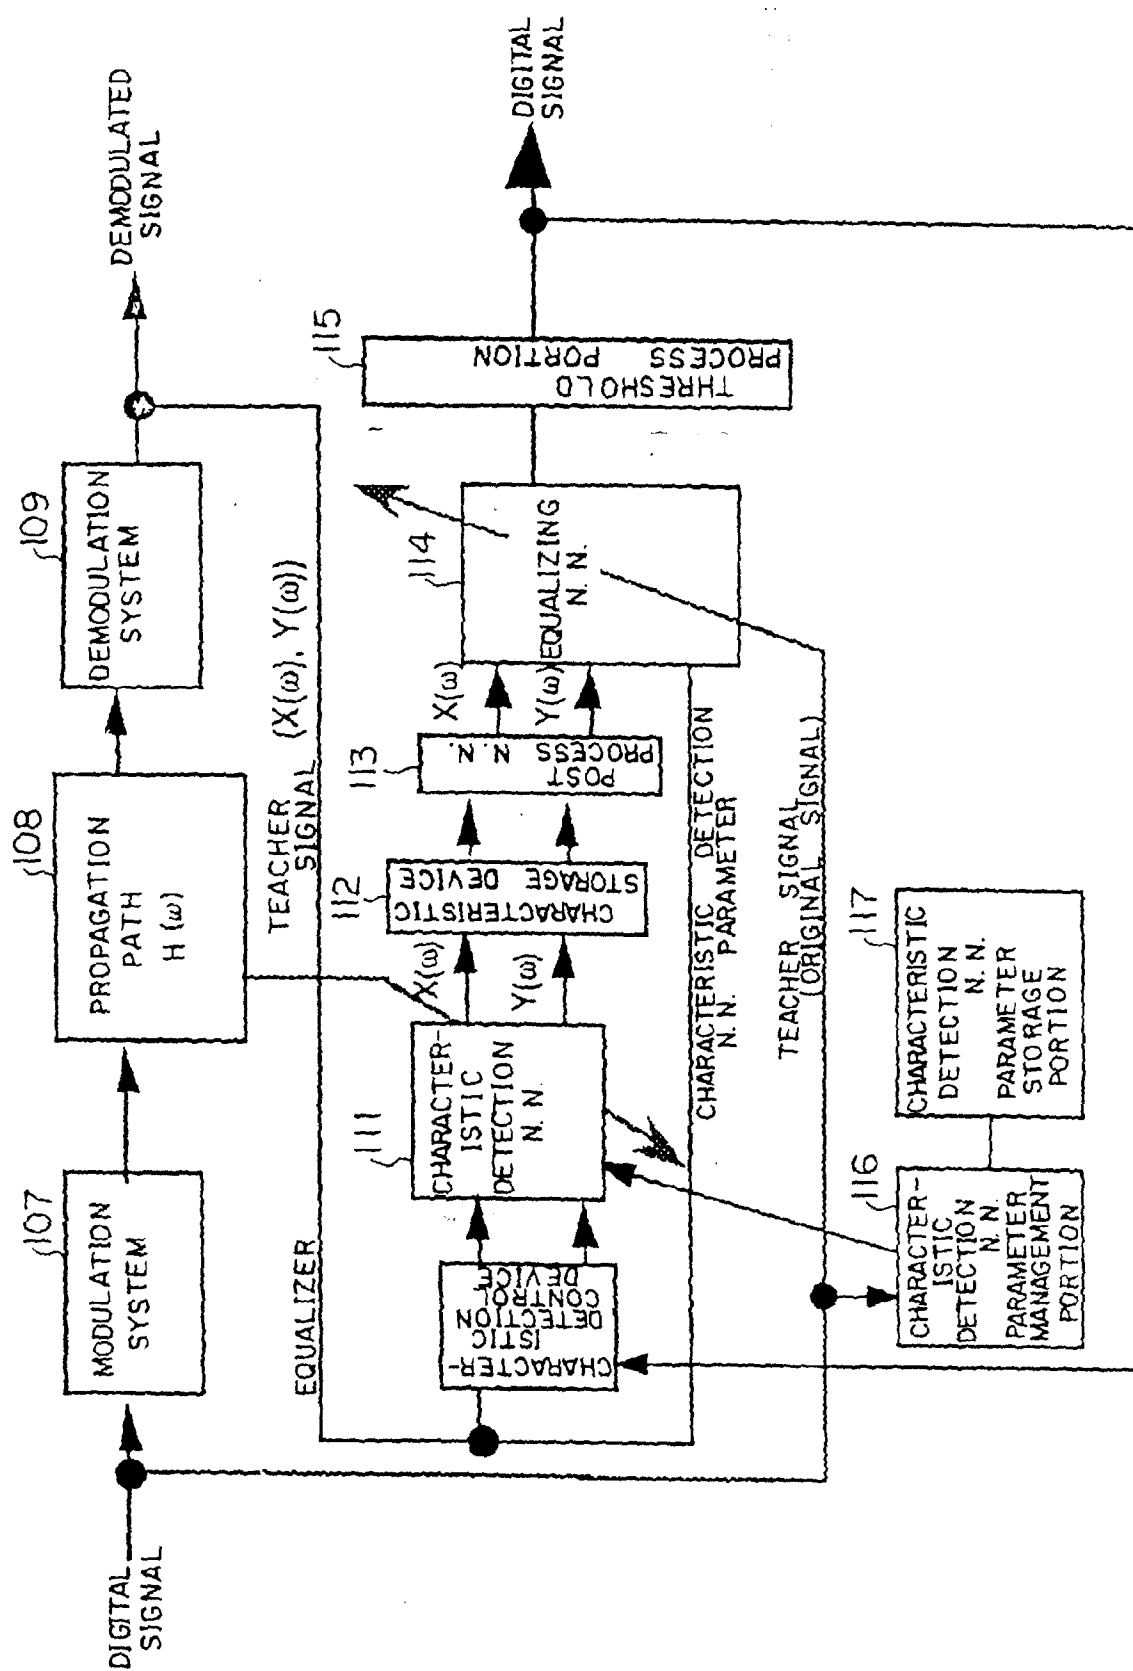 DIGITAL
SIGNAL
107
MODULATION
SYSTEM
108
PROPAGATION
PATH
H(ω)
109
DEMODULATION
SYSTEM
DEMODULATED
SIGNAL
EQUALIZER
TEACHER
SIGNAL (X(ω), Y(ω))
CHARACTER-
ISTIC
DETECTION
CONTROL
DEVICE
111
CHARACTER-
ISTIC
DETECTION
N.N.
X(ω)
Y(ω)
112
CHARACTERISTIC
STORAGE DEVICE
113
POST
PROCESS N.N.
X(ω)
Y(ω)
114
EQUALIZING
N.N.
115
THRESHOLD
PROCESS PORTION
DIGITAL
SIGNAL
CHARACTERISTIC DETECTION
N.N. PARAMETER
TEACHER SIGNAL
(ORIGINAL SIGNAL)
116
CHARACTER-
ISTIC
DETECTION
N.N.
PARAMETER
MANAGEMENT
PORTION
117
CHARACTERISTIC
DETECTION
N.N.
PARAMETER
STORAGE
PORTION